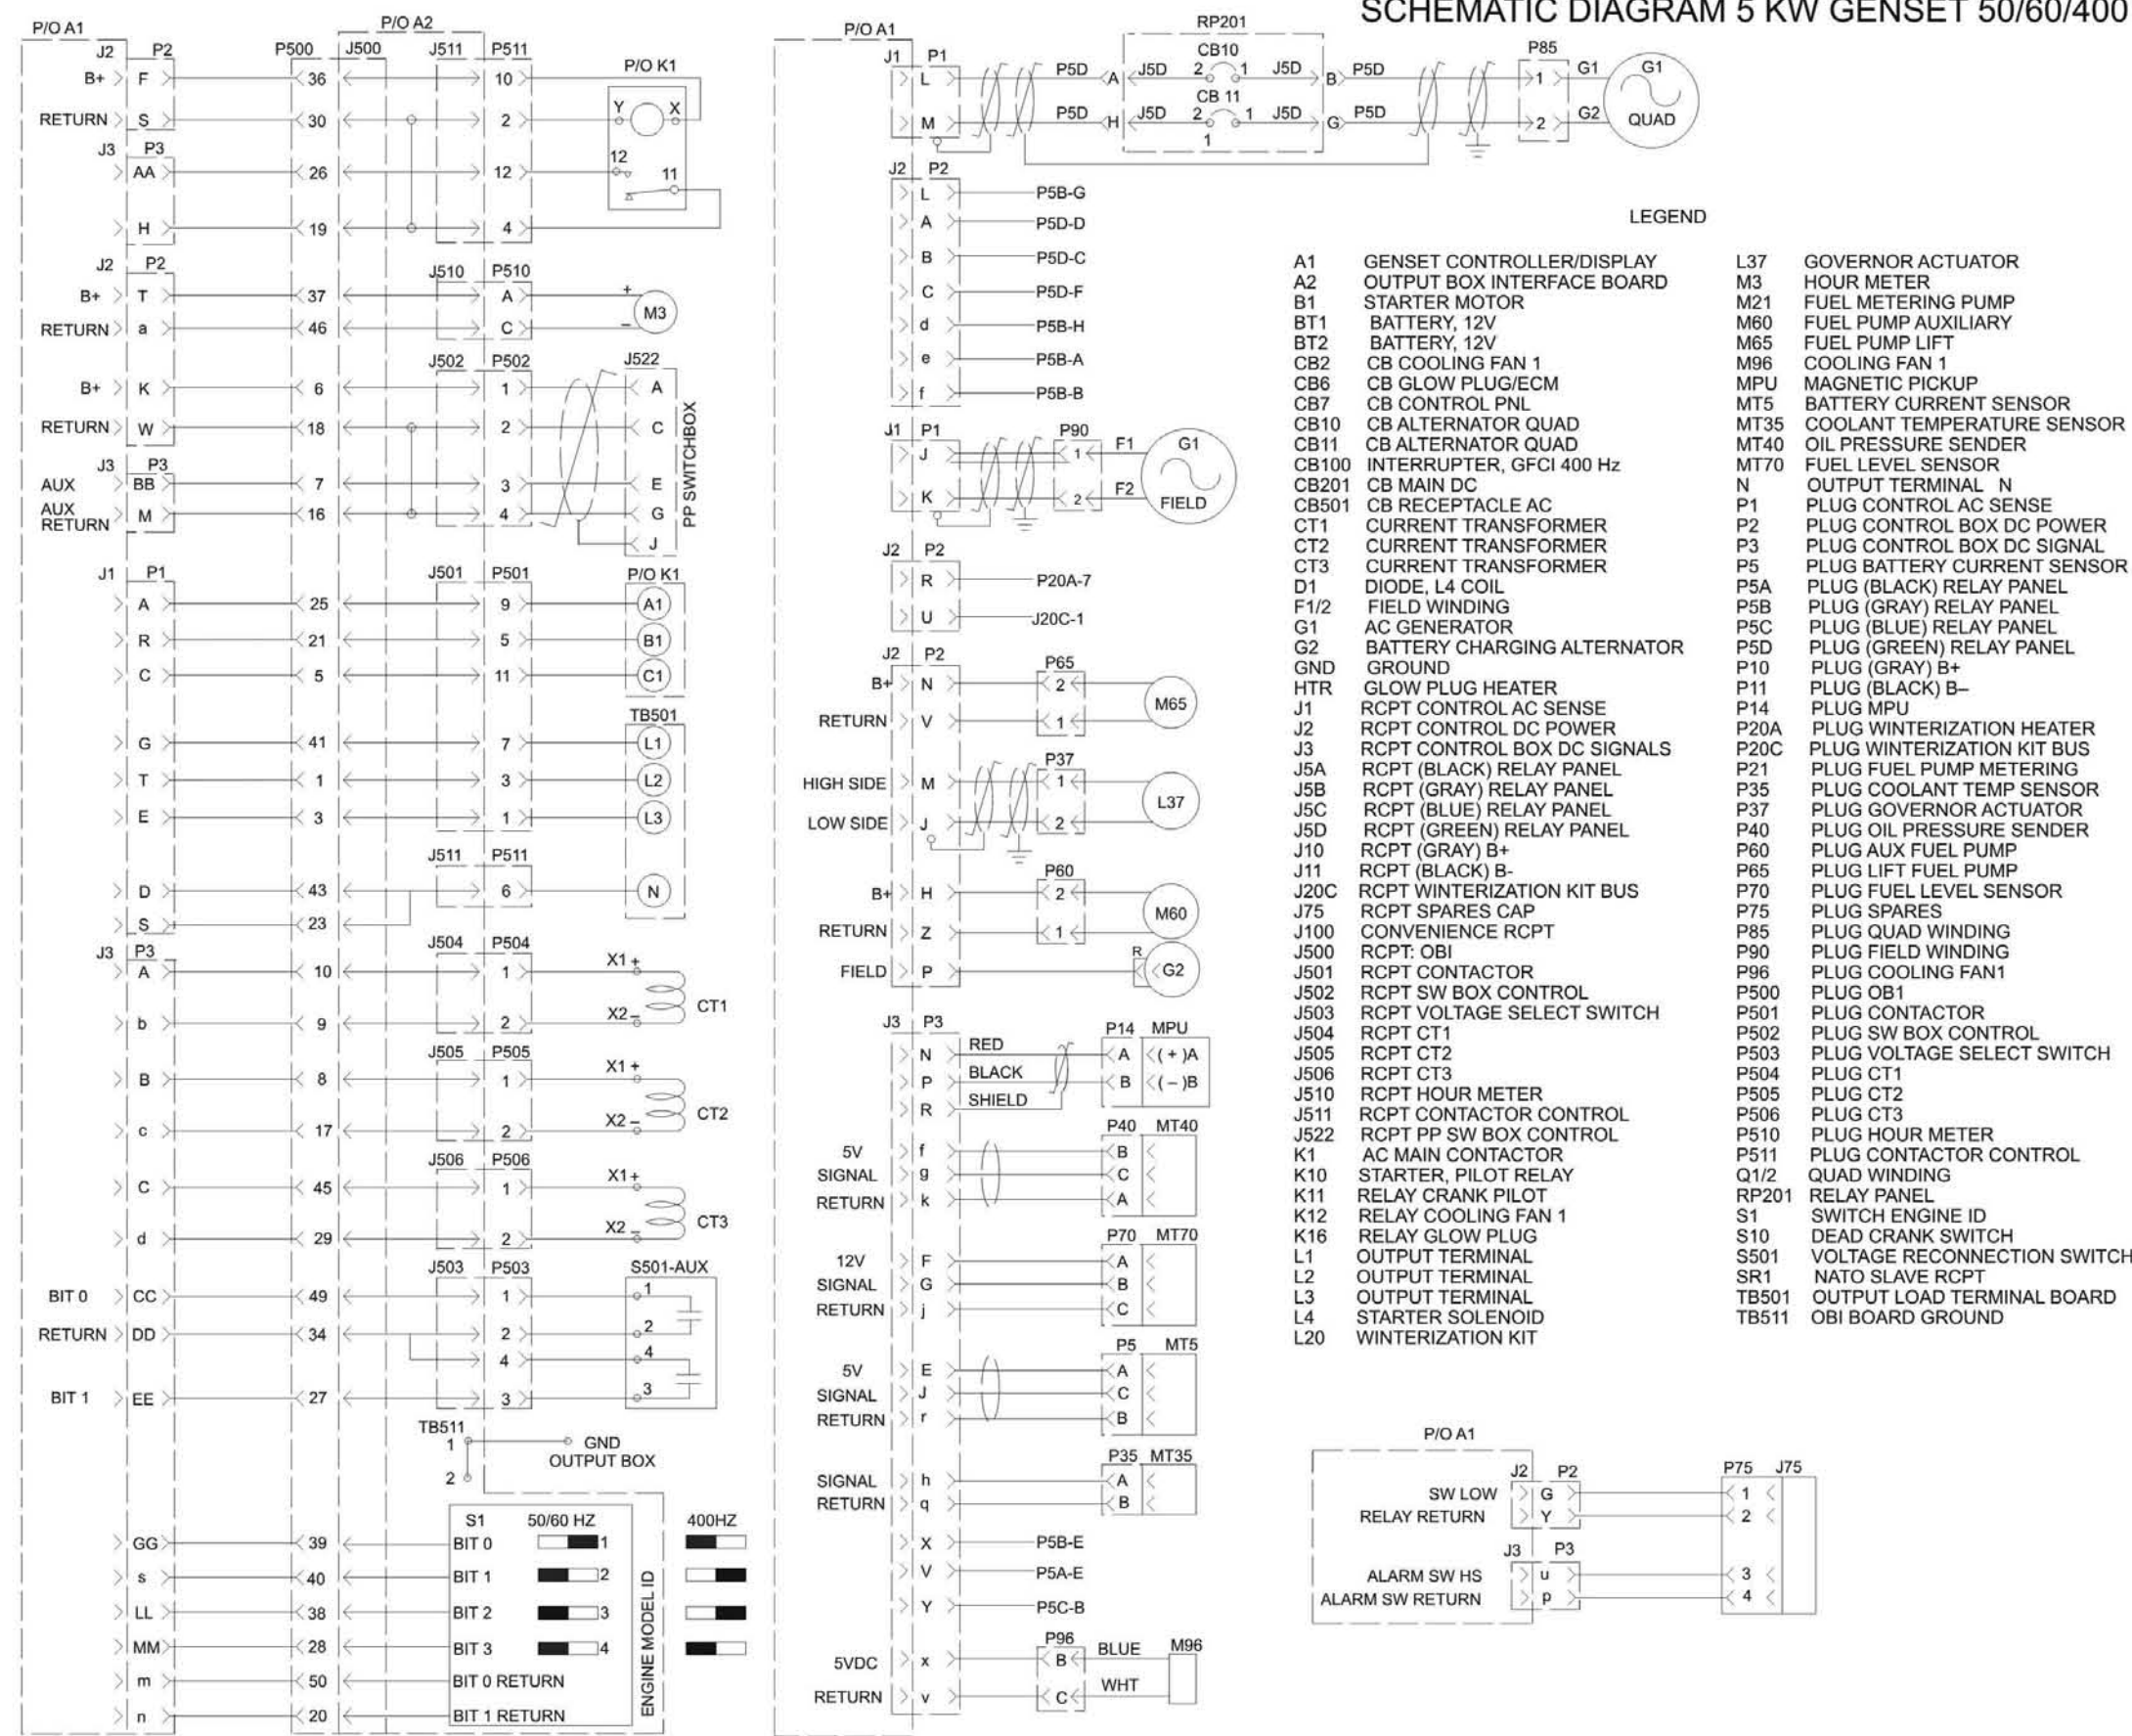 SCHEMATIC DIAGRAM 5 KW GENSET 50/60/400
P/O A1
P/O A2
J2 P2 P500 J500 J511 P511
P/O K1
B+ F 36 10
Y X
RETURN S 30 2
J3 P3
12
AA 26 12
11
H 19 4
J2 P2 J510 P510
B+ T 37 A + M3
RETURN a 46 C –
J502 P502 J522
B+ K 6 1 A
RETURN W 18 2 C
J3 P3
AUX BB 7 3 E
AUX
RETURN M 16 4 G
J
PP SWITCHBOX
J1 P1 J501 P501 P/O K1
A 25 9 A1
R 21 5 B1
C 5 11 C1
TB501
G 41 7 L1
T 1 3 L2
E 3 1 L3
J511 P511
D 43 6 N
S 23
J3 P3 J504 P504
A 10 1 X1 +
CT1
b 9 2 X2 –
J505 P505
B 8 1 X1 +
CT2
c 17 2 X2 –
J506 P506
C 45 1 X1 +
CT3
d 29 2 X2 –
J503 P503 S501-AUX
BIT 0 CC 49 1 1
RETURN DD 34 2 2
4 4
BIT 1 EE 27 3 3
TB511
1 GND
OUTPUT BOX
2
S1 50/60 HZ 400HZ
GG 39 BIT 0 1
s 40 BIT 1 2
LL 38 BIT 2 3
MM 28 BIT 3 4
m 50 BIT 0 RETURN
n 20 BIT 1 RETURN
ENGINE MODEL ID
P/O A1
RP201
J1 P1 CB10 P85
L P5D A J5D 2 1 J5D B P5D 1 G1 G1
CB 11
M P5D H J5D 2 1 J5D G P5D 2 G2 QUAD
1
J2 P2
L P5B-G
A P5D-D
B P5D-C
C P5D-F
d P5B-H
e P5B-A
f P5B-B
J1 P1 P90
J 1 F1 G1
K 2 F2 FIELD
J2 P2
R P20A-7
U J20C-1
J2 P2 P65
B+ N 2
M65
RETURN V 1
P37
HIGH SIDE M 1
L37
LOW SIDE J 2
P60
B+ H 2
M60
RETURN Z 1
R
FIELD P G2
J3 P3 P14 MPU
N RED A (+)A
P BLACK B (–)B
R SHIELD
P40 MT40
5V f B
SIGNAL g C
RETURN k A
P70 MT70
12V F A
SIGNAL G B
RETURN j C
P5 MT5
5V E A
SIGNAL J C
RETURN r B
P35 MT35
SIGNAL h A
RETURN q B
X P5B-E
V P5A-E
Y P5C-B
P96 M96
5VDC x B BLUE
RETURN v C WHT
LEGEND
A1 GENSET CONTROLLER/DISPLAY
A2 OUTPUT BOX INTERFACE BOARD
B1 STARTER MOTOR
BT1 BATTERY, 12V
BT2 BATTERY, 12V
CB2 CB COOLING FAN 1
CB6 CB GLOW PLUG/ECM
CB7 CB CONTROL PNL
CB10 CB ALTERNATOR QUAD
CB11 CB ALTERNATOR QUAD
CB100 INTERRUPTER, GFCI 400 Hz
CB201 CB MAIN DC
CB501 CB RECEPTACLE AC
CT1 CURRENT TRANSFORMER
CT2 CURRENT TRANSFORMER
CT3 CURRENT TRANSFORMER
D1 DIODE, L4 COIL
F1/2 FIELD WINDING
G1 AC GENERATOR
G2 BATTERY CHARGING ALTERNATOR
GND GROUND
HTR GLOW PLUG HEATER
J1 RCPT CONTROL AC SENSE
J2 RCPT CONTROL DC POWER
J3 RCPT CONTROL BOX DC SIGNALS
J5A RCPT (BLACK) RELAY PANEL
J5B RCPT (GRAY) RELAY PANEL
J5C RCPT (BLUE) RELAY PANEL
J5D RCPT (GREEN) RELAY PANEL
J10 RCPT (GRAY) B+
J11 RCPT (BLACK) B-
J20C RCPT WINTERIZATION KIT BUS
J75 RCPT SPARES CAP
J100 CONVENIENCE RCPT
J500 RCPT: OBI
J501 RCPT CONTACTOR
J502 RCPT SW BOX CONTROL
J503 RCPT VOLTAGE SELECT SWITCH
J504 RCPT CT1
J505 RCPT CT2
J506 RCPT CT3
J510 RCPT HOUR METER
J511 RCPT CONTACTOR CONTROL
J522 RCPT PP SW BOX CONTROL
K1 AC MAIN CONTACTOR
K10 STARTER, PILOT RELAY
K11 RELAY CRANK PILOT
K12 RELAY COOLING FAN 1
K16 RELAY GLOW PLUG
L1 OUTPUT TERMINAL
L2 OUTPUT TERMINAL
L3 OUTPUT TERMINAL
L4 STARTER SOLENOID
L20 WINTERIZATION KIT
L37 GOVERNOR ACTUATOR
M3 HOUR METER
M21 FUEL METERING PUMP
M60 FUEL PUMP AUXILIARY
M65 FUEL PUMP LIFT
M96 COOLING FAN 1
MPU MAGNETIC PICKUP
MT5 BATTERY CURRENT SENSOR
MT35 COOLANT TEMPERATURE SENSOR
MT40 OIL PRESSURE SENDER
MT70 FUEL LEVEL SENSOR
N OUTPUT TERMINAL N
P1 PLUG CONTROL AC SENSE
P2 PLUG CONTROL BOX DC POWER
P3 PLUG CONTROL BOX DC SIGNAL
P5 PLUG BATTERY CURRENT SENSOR
P5A PLUG (BLACK) RELAY PANEL
P5B PLUG (GRAY) RELAY PANEL
P5C PLUG (BLUE) RELAY PANEL
P5D PLUG (GREEN) RELAY PANEL
P10 PLUG (GRAY) B+
P11 PLUG (BLACK) B–
P14 PLUG MPU
P20A PLUG WINTERIZATION HEATER
P20C PLUG WINTERIZATION KIT BUS
P21 PLUG FUEL PUMP METERING
P35 PLUG COOLANT TEMP SENSOR
P37 PLUG GOVERNOR ACTUATOR
P40 PLUG OIL PRESSURE SENDER
P60 PLUG AUX FUEL PUMP
P65 PLUG LIFT FUEL PUMP
P70 PLUG FUEL LEVEL SENSOR
P75 PLUG SPARES
P85 PLUG QUAD WINDING
P90 PLUG FIELD WINDING
P96 PLUG COOLING FAN1
P500 PLUG OB1
P501 PLUG CONTACTOR
P502 PLUG SW BOX CONTROL
P503 PLUG VOLTAGE SELECT SWITCH
P504 PLUG CT1
P505 PLUG CT2
P506 PLUG CT3
P510 PLUG HOUR METER
P511 PLUG CONTACTOR CONTROL
Q1/2 QUAD WINDING
RP201 RELAY PANEL
S1 SWITCH ENGINE ID
S10 DEAD CRANK SWITCH
S501 VOLTAGE RECONNECTION SWITCH
SR1 NATO SLAVE RCPT
TB501 OUTPUT LOAD TERMINAL BOARD
TB511 OBI BOARD GROUND
P/O A1
J2 P2 P75 J75
SW LOW G 1
RELAY RETURN Y 2
J3 P3
ALARM SW HS u 3
ALARM SW RETURN p 4